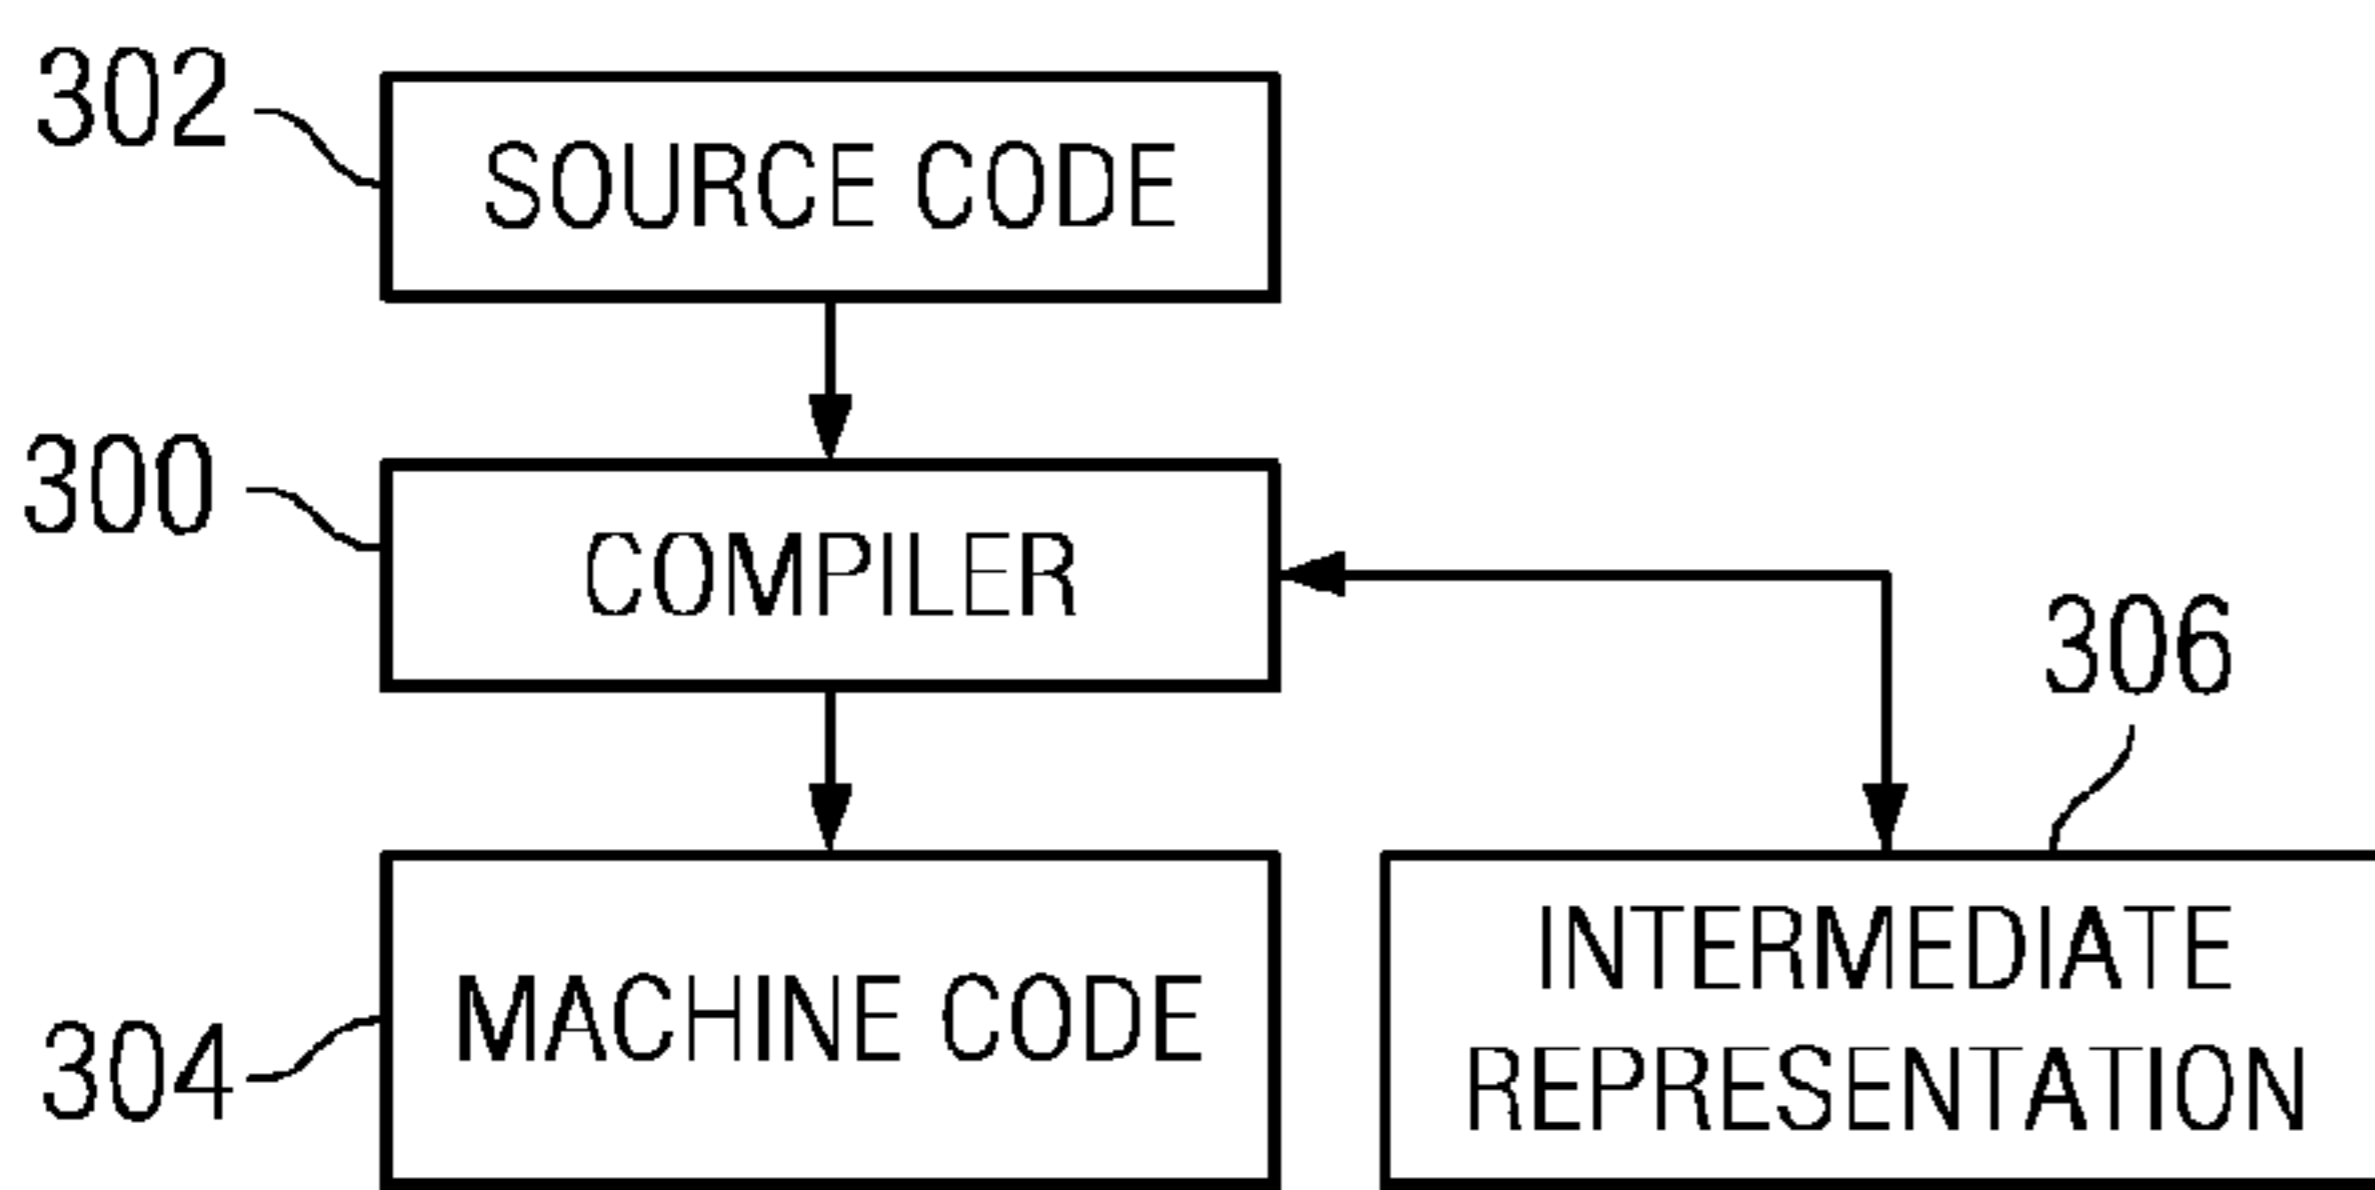 302
SOURCE CODE
300
COMPILER
306
304
MACHINE CODE
INTERMEDIATE
REPRESENTATION